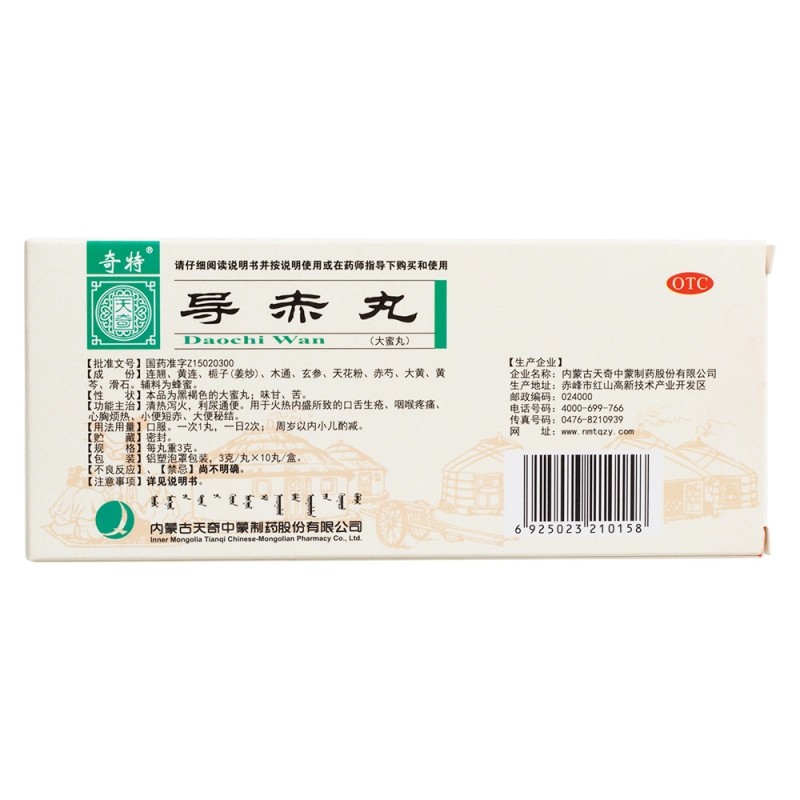 奇特®
天奇
请仔细阅读说明书并按说明使用或在药师指导下购买和使用
OTC
导赤丸
Daochi Wan
(大蜜丸)
【批准文号】国药准字Z15020300
【成　　份】连翘、黄连、栀子(姜炒)、木通、玄参、天花粉、赤芍、大黄、黄
芩、滑石。辅料为蜂蜜。
【性　　状】本品为黑褐色的大蜜丸；味甘、苦。
【功能主治】清热泻火，利尿通便。用于火热内盛所致的口舌生疮、咽喉疼痛、
心胸烦热、小便短赤、大便秘结。
【用法用量】口服。一次1丸，一日2次；　周岁以内小儿酌减。
【贮　　藏】密封。
【规　　格】每丸重3克。
【包　　装】铝塑泡罩包装，3克/丸×10丸/盒。
【不良反应】、【禁忌】尚不明确。
【注意事项】详见说明书。
内蒙古天奇中蒙制药股份有限公司
Inner Mongolia Tianqi Chinese-Mongolian Pharmacy Co., Ltd.
【生产企业】
企业名称：内蒙古天奇中蒙制药股份有限公司
生产地址：赤峰市红山高新技术产业开发区
邮政编码：024000
电话号码：4000-699-766
传真号码：0476-8210939
网　　址：www.nmtqzy.com
6 925023 210158